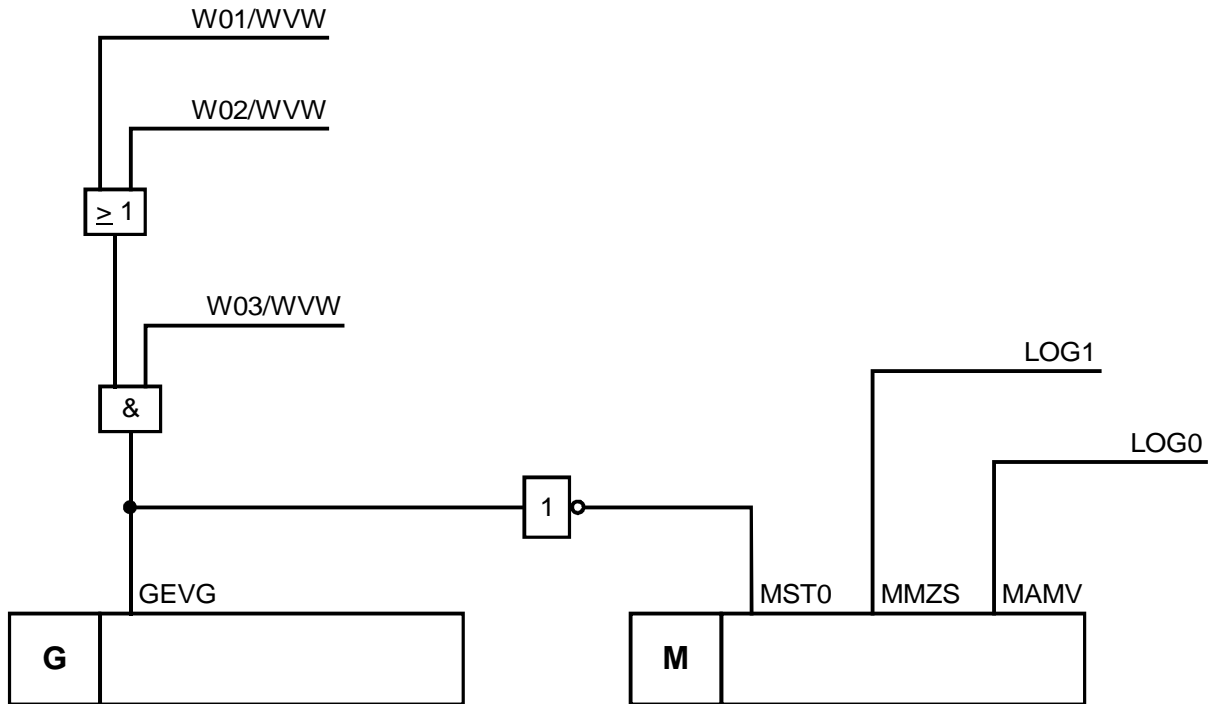 W01/WVW
W02/WVW
≥ 1
W03/WVW
LOG1
&
LOG0
1
GEVG
MST0 MMZS MAMV
G
M